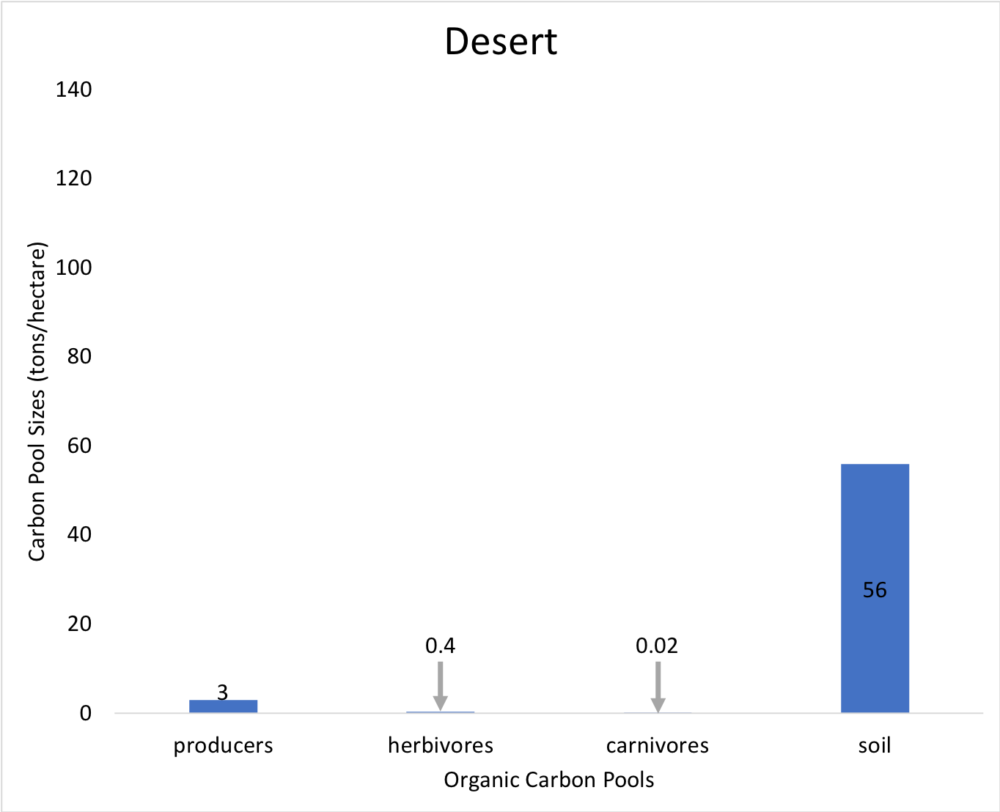 Desert
140
120
100
80
60
40
20
0
Carbon Pool Sizes (tons/hectare)
3
0.4
0.02
56
producers
herbivores
carnivores
soil
Organic Carbon Pools